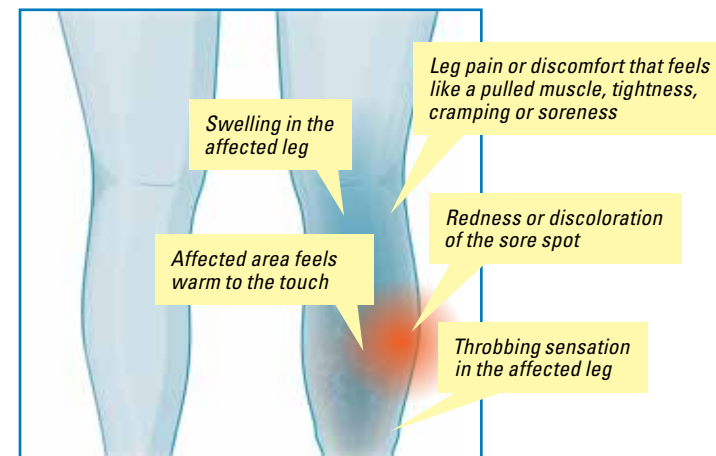 Leg pain or discomfort that feels
like a pulled muscle, tightness,
cramping or soreness
Swelling in the
affected leg
Redness or discoloration
of the sore spot
Affected area feels
warm to the touch
Throbbing sensation
in the affected leg